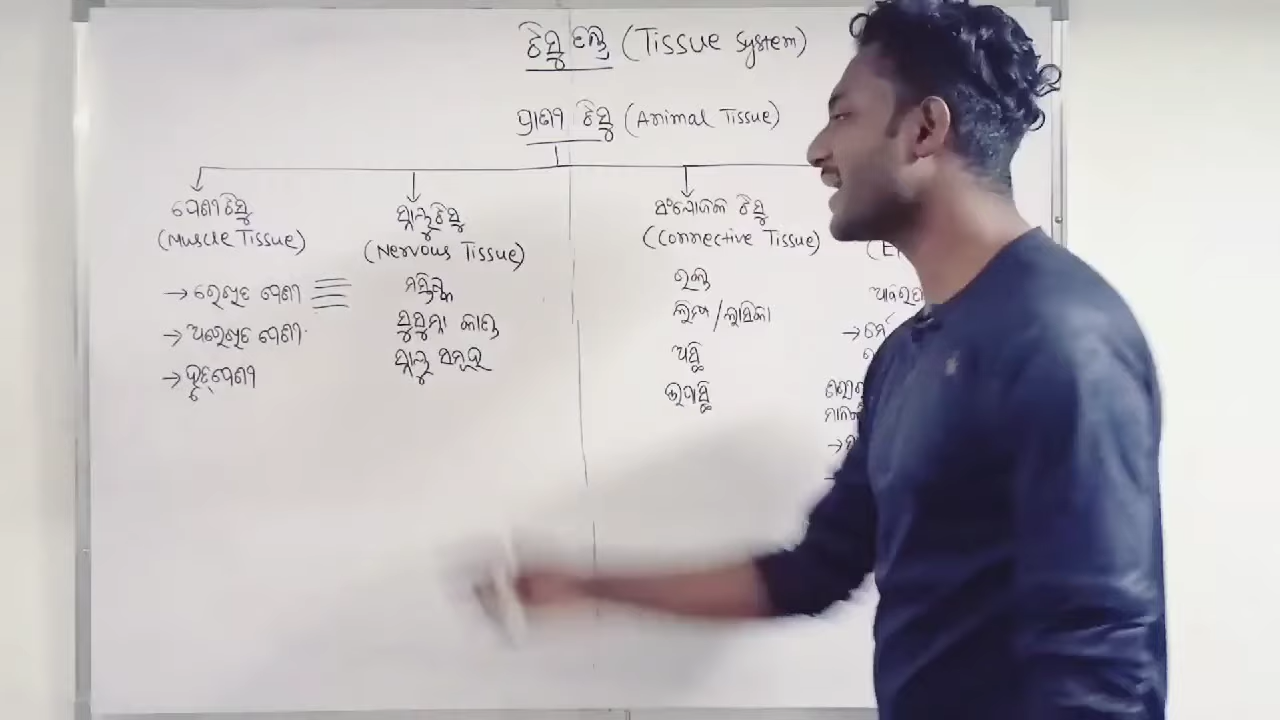 ଟିସୁ ତନ୍ତ୍ର (Tissue System)
ପ୍ରାଣୀ ଟିସୁ (Animal Tissue)
ପେଶୀ ଟିସୁ
(Muscle Tissue)
→ ରେଖିତ ପେଶୀ
→ ଅରେଖିତ ପେଶୀ
→ ହୃତ୍‌ପେଶୀ
ସ୍ନାୟୁ ଟିସୁ
(Nervous Tissue)
ମସ୍ତିଷ୍କ
ସୁଷୁମ୍ନା କାଣ୍ଡ
ସ୍ନାୟୁ ସମୂହ
ସଂଯୋଜକ ଟିସୁ
(Connective Tissue)
ରକ୍ତ
ଲିମ୍ଫ/ଲସିକା
ଅସ୍ଥି
ଉପାସ୍ଥି